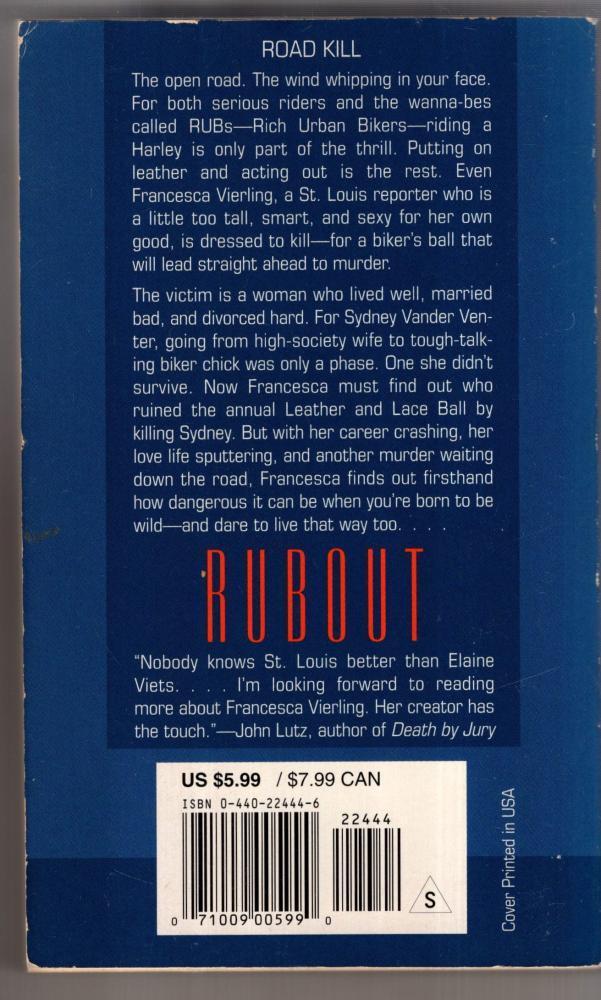 ROAD KILL
The open road. The wind whipping in your face.
For both serious riders and the wanna-bes
called RUBs—Rich Urban Bikers—riding a
Harley is only part of the thrill. Putting on
leather and acting out is the rest. Even
Francesca Vierling, a St. Louis reporter who is
a little too tall, smart, and sexy for her own
good, is dressed to kill—for a biker's ball that
will lead straight ahead to murder.
The victim is a woman who lived well, married
bad, and divorced hard. For Sydney Vander Ven-
ter, going from high-society wife to tough-talk-
ing biker chick was only a phase. One she didn't
survive. Now Francesca must find out who
ruined the annual Leather and Lace Ball by
killing Sydney. But with her career crashing, her
love life sputtering, and another murder waiting
down the road, Francesca finds out firsthand
how dangerous it can be when you're born to be
wild—and dare to live that way too. . . .
RUBOUT
"Nobody knows St. Louis better than Elaine
Viets. . . . I'm looking forward to reading
more about Francesca Vierling. Her creator has
the touch."—John Lutz, author of Death by Jury
US $5.99 / $7.99 CAN
ISBN 0-440-22444-6
22444
0 71009 00599 0
S
Cover Printed in USA